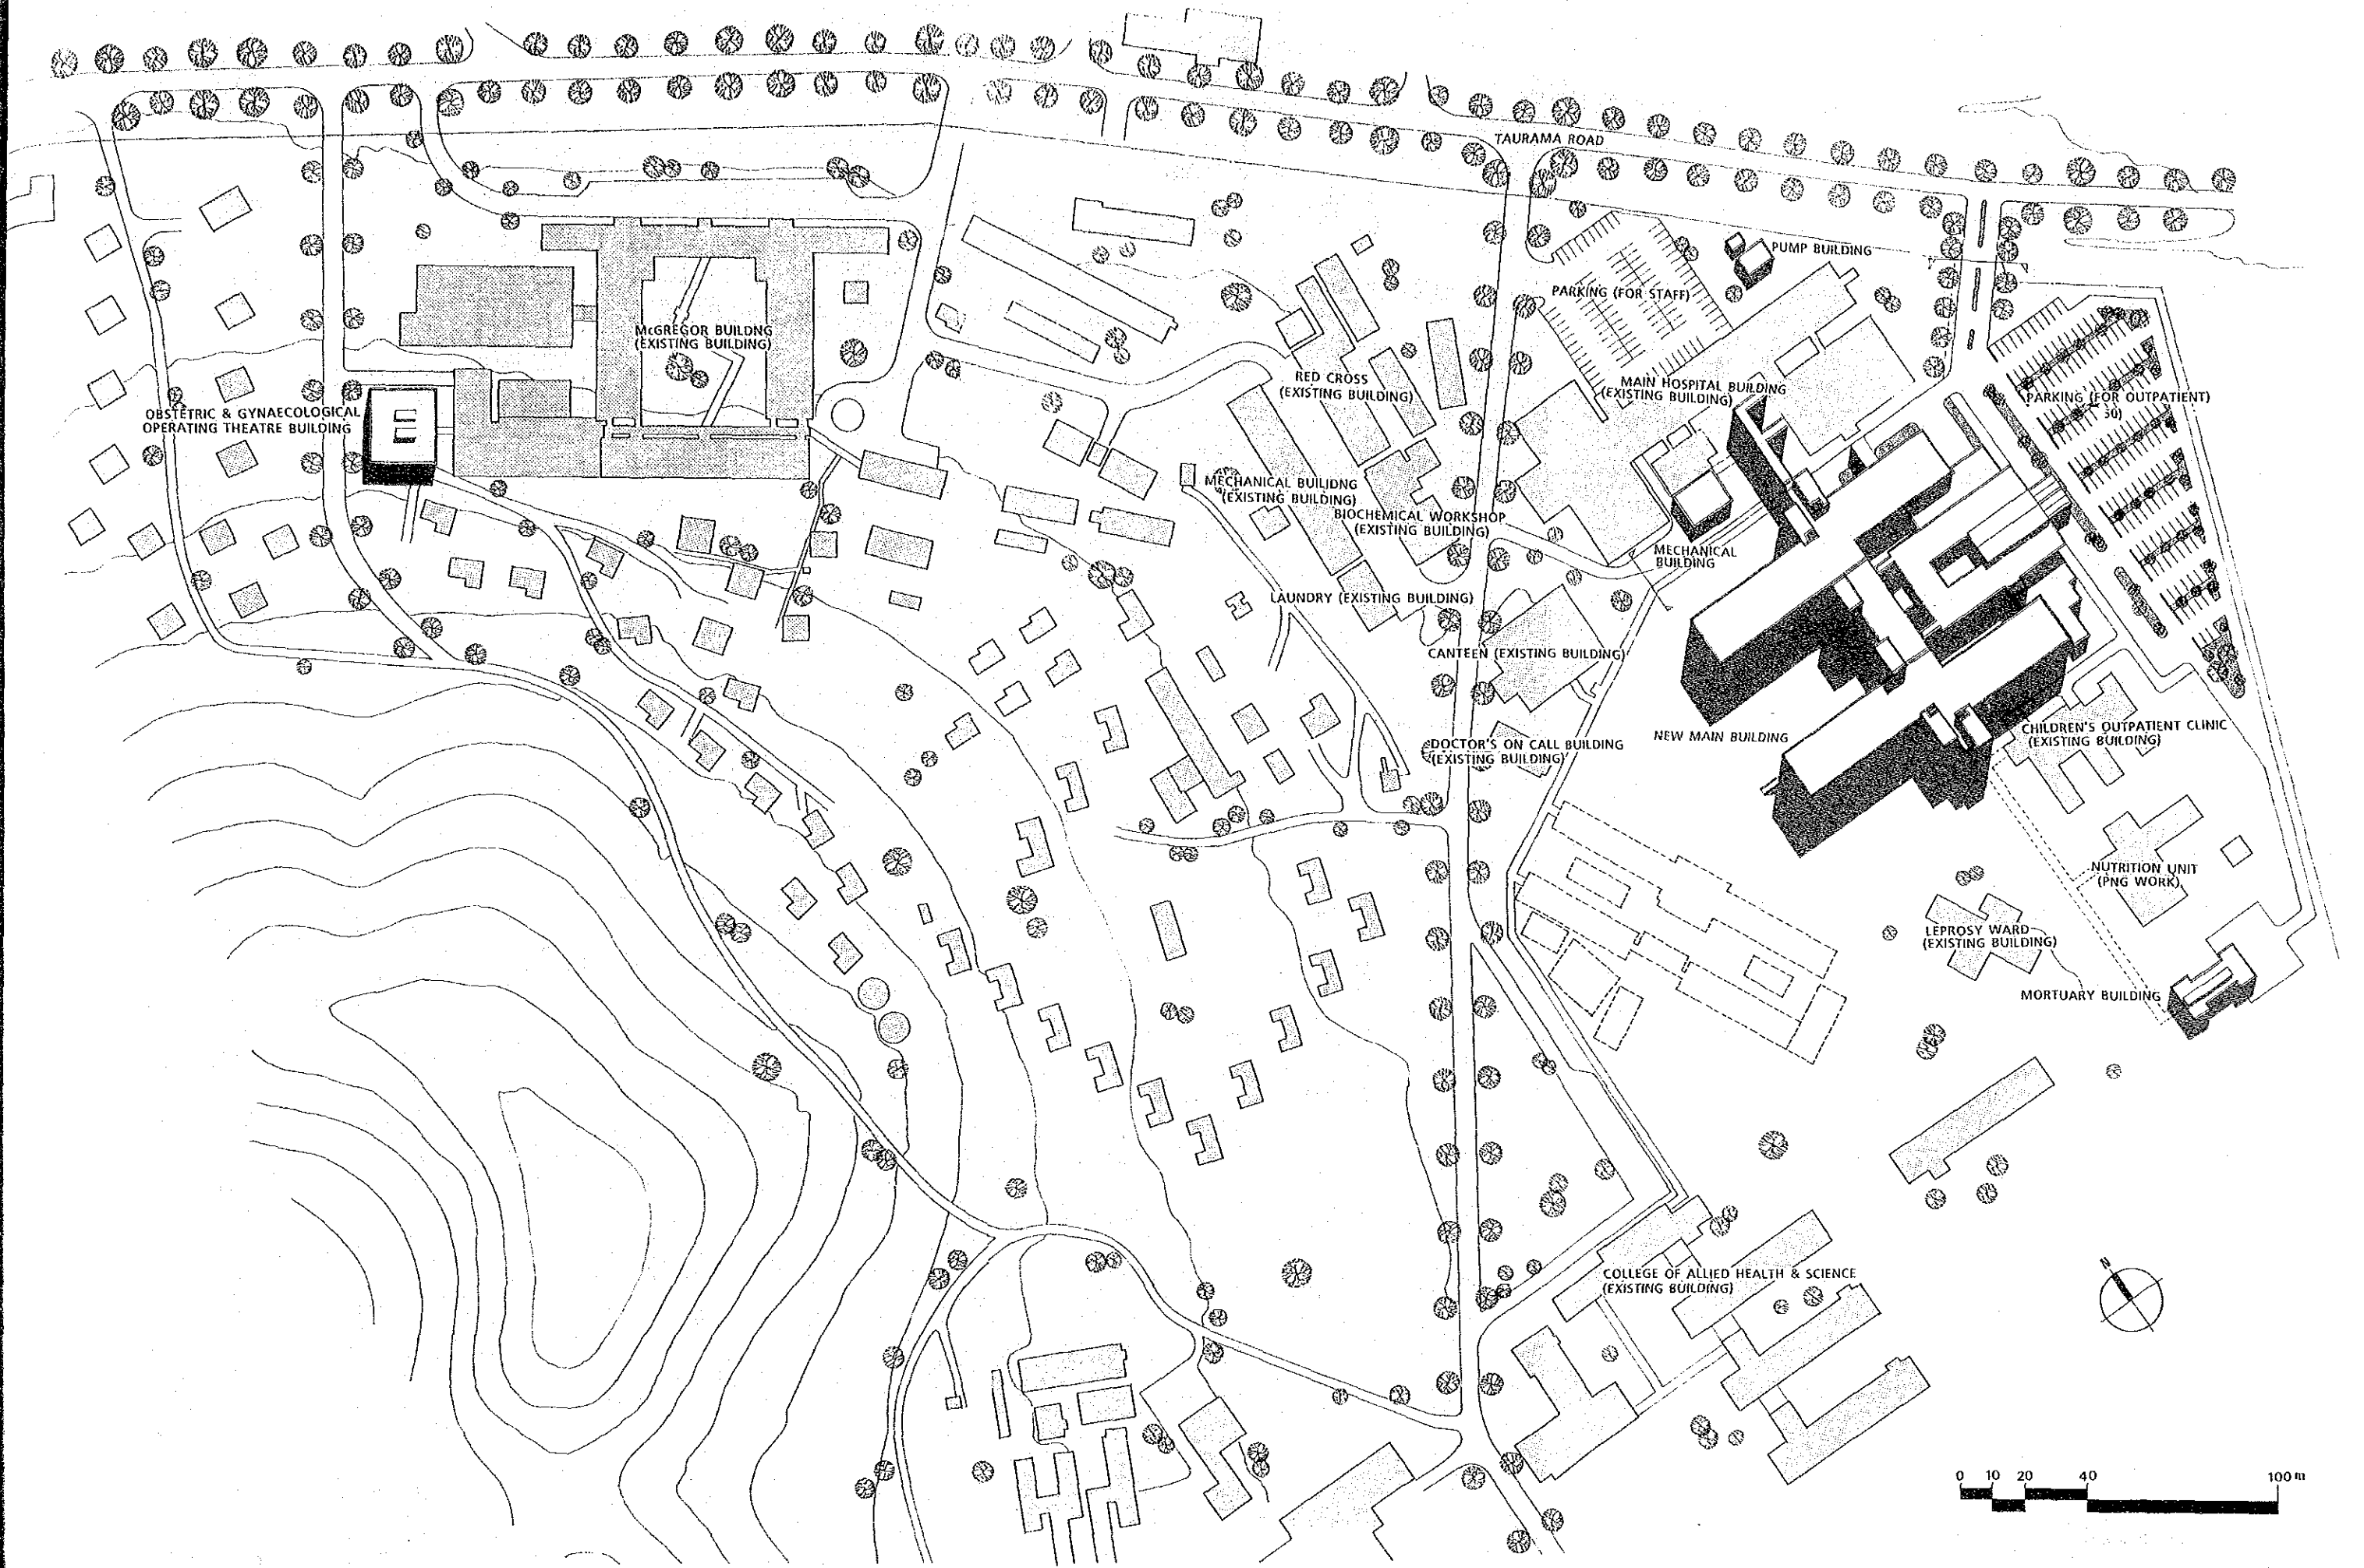 TAURAMA ROAD
PUMP BUILDING
PARKING (FOR STAFF)
McGREGOR BUILDNG
(EXISTING BUILDING)
RED CROSS
(EXISTING BUILDING)
MAIN HOSPITAL BUILDING
(EXISTING BUILDING)
PARKING (FOR OUTPATIENT)
OBSTETRIC & GYNAECOLOGICAL
OPERATING THEATRE BUILDING
MECHANICAL BUILIDNG
(EXISTING BUILDING)
BIOCHEMICAL WORKSHOP
(EXISTING BUILDING)
MECHANICAL
BUILDING
LAUNDRY (EXISTING BUILDING)
CANTEEN (EXISTING BUILDING)
NEW MAIN BUILDING
DOCTOR'S ON CALL BUILDING
(EXISTING BUILDING)
CHILDREN'S OUTPATIENT CLINIC
(EXISTING BUILDING)
NUTRITION UNIT
(PNG WORK)
LEPROSY WARD
(EXISTING BUILDING)
MORTUARY BUILDING
COLLEGE OF ALLIED HEALTH & SCIENCE
(EXISTING BUILDING)
N
0 10 20 40 100 m